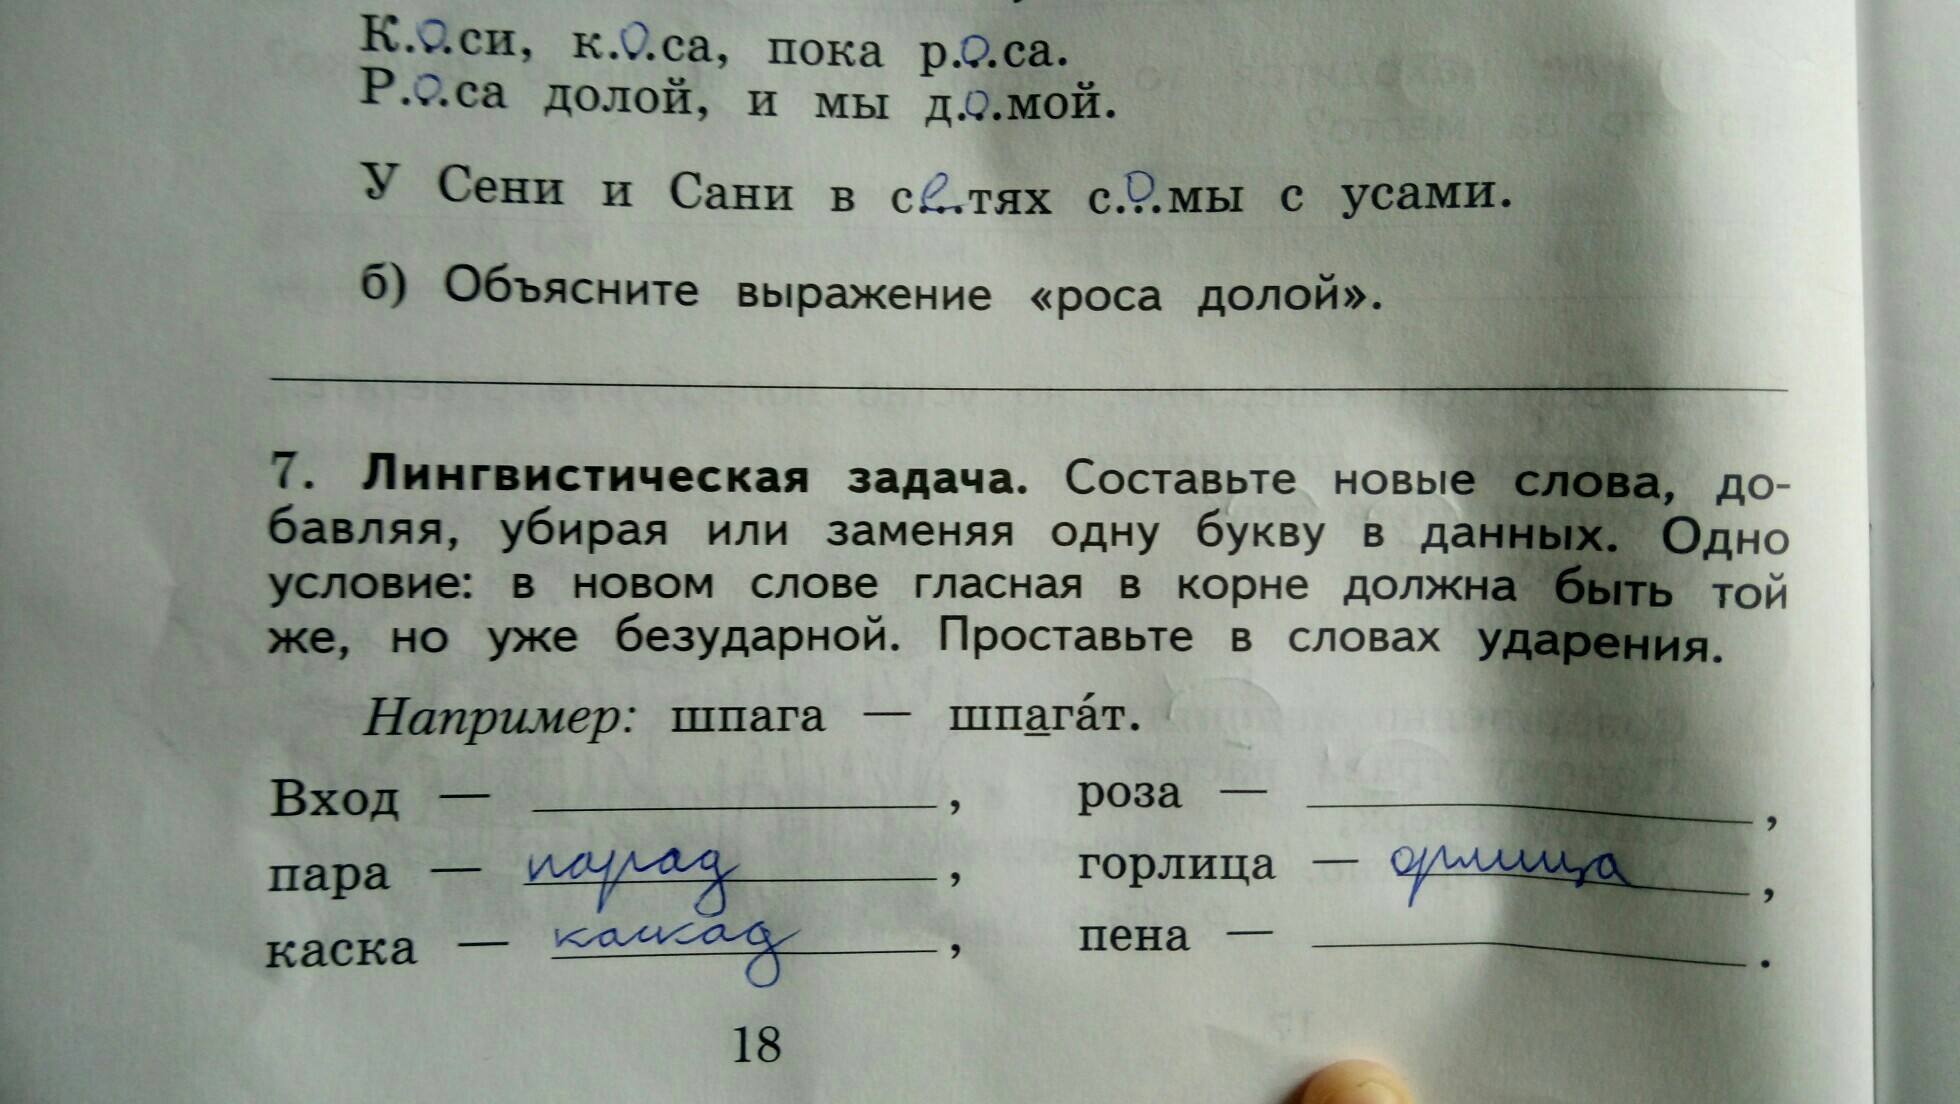 К.о.си, к.о.са, пока р.о.са.
Р.о.са долой, и мы д.о.мой.
У Сени и Сани в се...тях с.о.мы с усами.
б) Объясните выражение «роса долой».
7. Лингвистическая задача. Составьте новые слова, до-
бавляя, убирая или заменяя одну букву в данных. Одно
условие: в новом слове гласная в корне должна быть той
же, но уже безударной. Проставьте в словах ударения.
Например: шпага — шпага́т.
Вход — , роза — ,
пара — парад , горлица — орлица ,
каска — каскад , пена — .
18